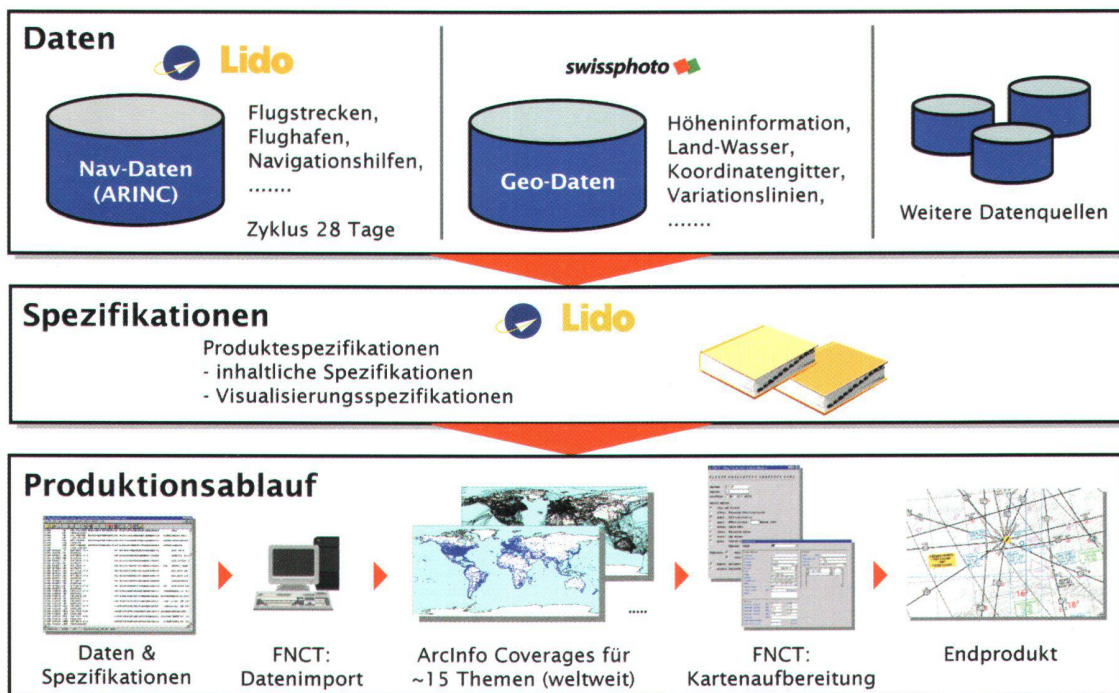 Daten
Lido
Nav-Daten
(ARINC)
Flugstrecken,
Flughafen,
Navigationshilfen,
.......
Zyklus 28 Tage
swissphoto
Geo-Daten
Höheninformation,
Land-Wasser,
Koordinatengitter,
Variationslinien,
.......
Weitere Datenquellen
Spezifikationen
Lido
Produktespezifikationen
- inhaltliche Spezifikationen
- Visualisierungsspezifikationen
Produktionsablauf
Daten &
Spezifikationen
FNCT:
Datenimport
.....
ArcInfo Coverages für
~15 Themen (weltweit)
FNCT:
Kartenaufbereitung
16
18°
Endprodukt